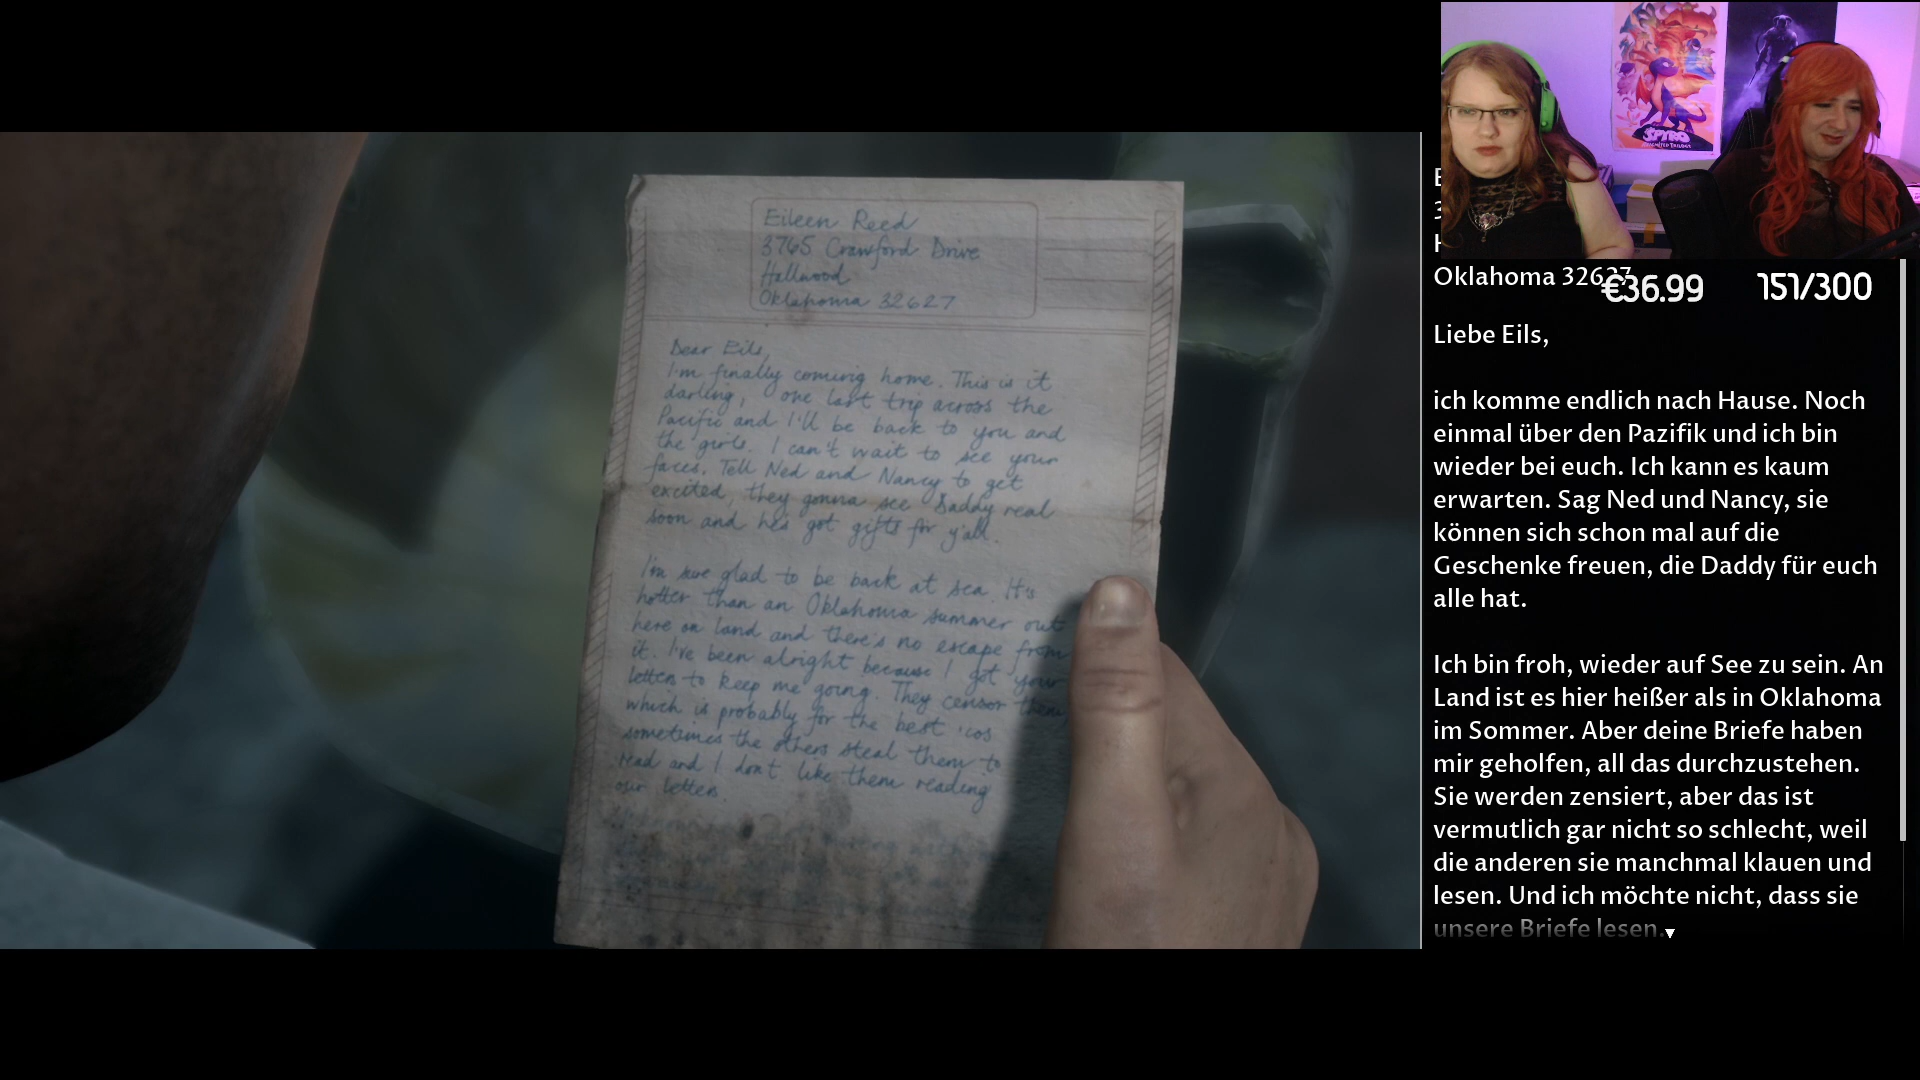 Eileen Reed
3765 Crawford Drive
Hallwood
Oklahoma 32627
Dear Eils,
I'm finally coming home. This is it
darling, one last trip across the
Pacific and I'll be back to you and
the girls. I can't wait to see your
faces. Tell Ned and Nancy to get
excited, they gonna see Daddy real
soon and he's got gifts for y'all.
I'm sure glad to be back at sea. It's
hotter than an Oklahoma summer out
here on land and there's no escape from
it. I've been alright because I got your
letters to keep me going. They censor them,
which is probably for the best 'cos
sometimes the others steal them to
read and I don't like them reading
our letters.
SPYRO
Oklahoma 32627
€36.99
151/300
Liebe Eils,
ich komme endlich nach Hause. Noch
einmal über den Pazifik und ich bin
wieder bei euch. Ich kann es kaum
erwarten. Sag Ned und Nancy, sie
können sich schon mal auf die
Geschenke freuen, die Daddy für euch
alle hat.
Ich bin froh, wieder auf See zu sein. An
Land ist es hier heißer als in Oklahoma
im Sommer. Aber deine Briefe haben
mir geholfen, all das durchzustehen.
Sie werden zensiert, aber das ist
vermutlich gar nicht so schlecht, weil
die anderen sie manchmal klauen und
lesen. Und ich möchte nicht, dass sie
unsere Briefe lesen.